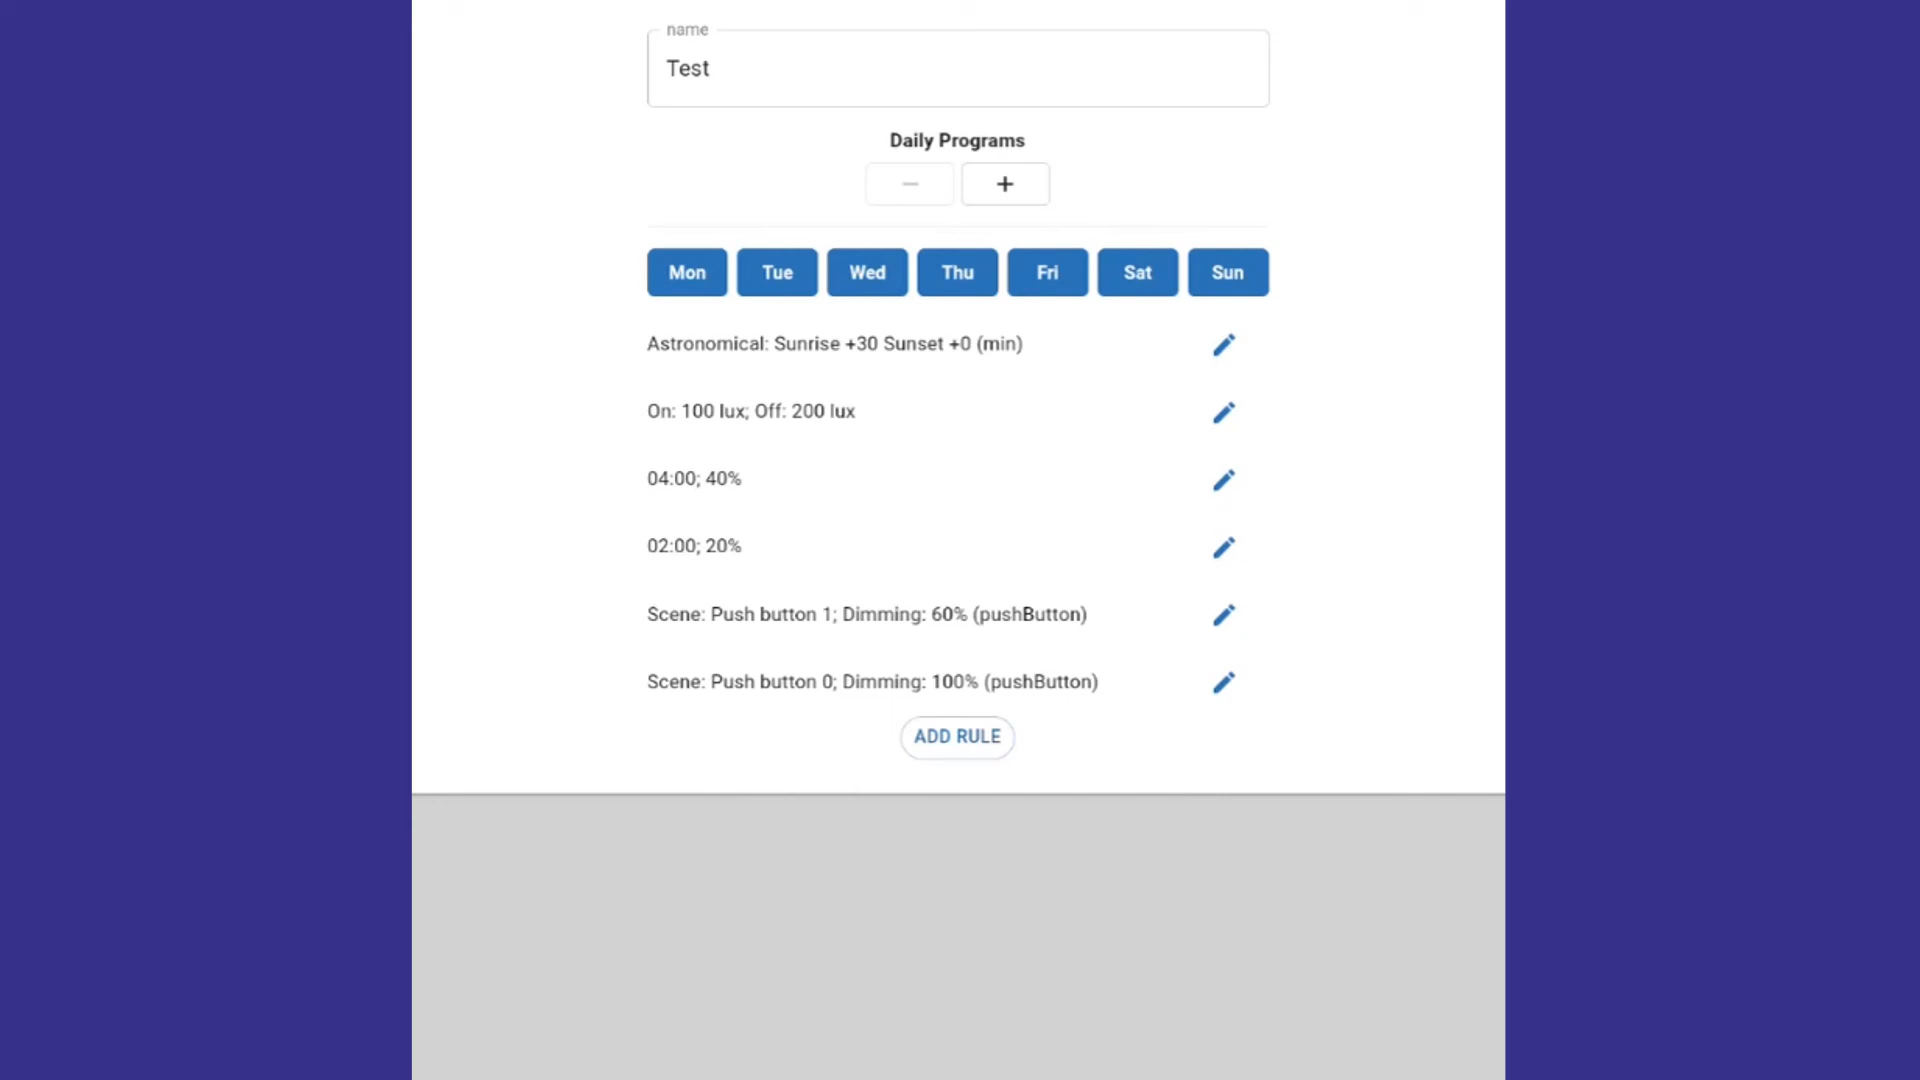 name
Test
Daily Programs
− +
Mon Tue Wed Thu Fri Sat Sun
Astronomical: Sunrise +30 Sunset +0 (min)
On: 100 lux; Off: 200 lux
04:00; 40%
02:00; 20%
Scene: Push button 1; Dimming: 60% (pushButton)
Scene: Push button 0; Dimming: 100% (pushButton)
ADD RULE